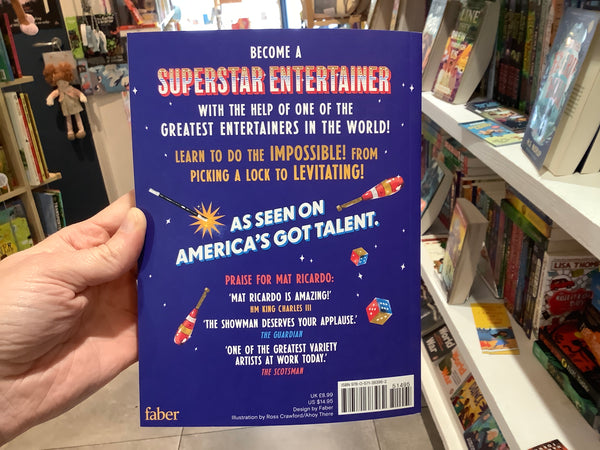 BECOME A
SUPERSTAR ENTERTAINER
WITH THE HELP OF ONE OF THE
GREATEST ENTERTAINERS IN THE WORLD!
LEARN TO DO THE IMPOSSIBLE! FROM
PICKING A LOCK TO LEVITATING!
AS SEEN ON
AMERICA'S GOT TALENT.
PRAISE FOR MAT RICARDO:
'MAT RICARDO IS AMAZING!'
HM KING CHARLES III
'THE SHOWMAN DESERVES YOUR APPLAUSE.'
THE GUARDIAN
'ONE OF THE GREATEST VARIETY
ARTISTS AT WORK TODAY.'
THE SCOTSMAN
UK £8.99
US $14.95
Design by Faber
Illustration by Ross Crawford/Ahoy There
faber
51495
LISA THOMPSON